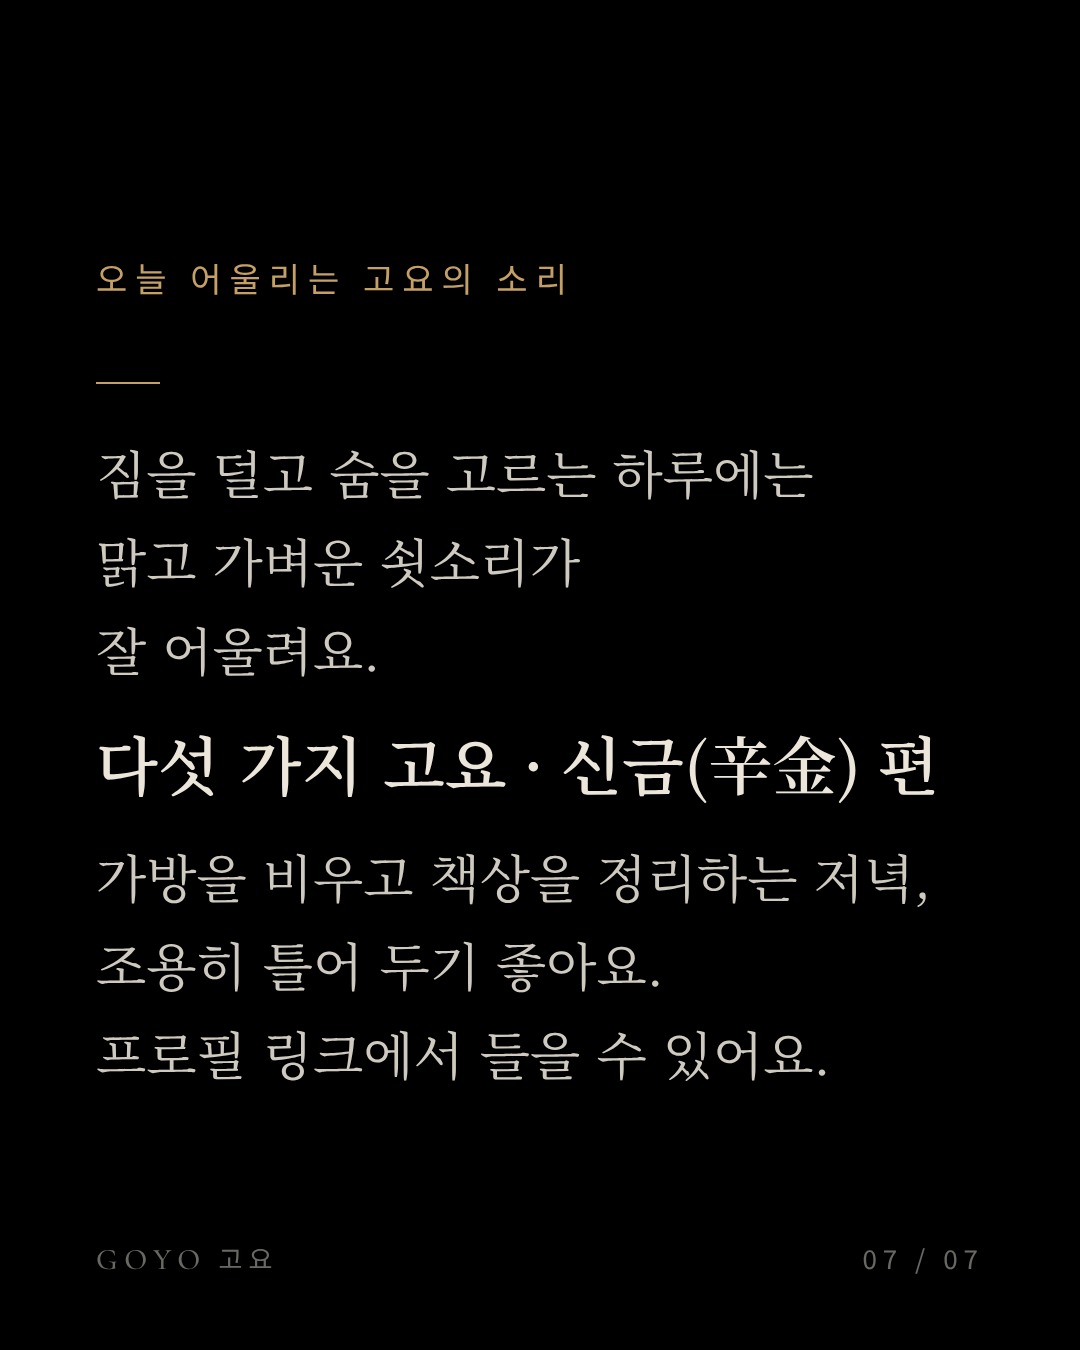 오늘 어울리는 고요의 소리
짐을 덜고 숨을 고르는 하루에는
맑고 가벼운 쇳소리가
잘 어울려요.
다섯 가지 고요 · 신금(辛金) 편
가방을 비우고 책상을 정리하는 저녁,
조용히 틀어 두기 좋아요.
프로필 링크에서 들을 수 있어요.
GOYO 고요
07 / 07